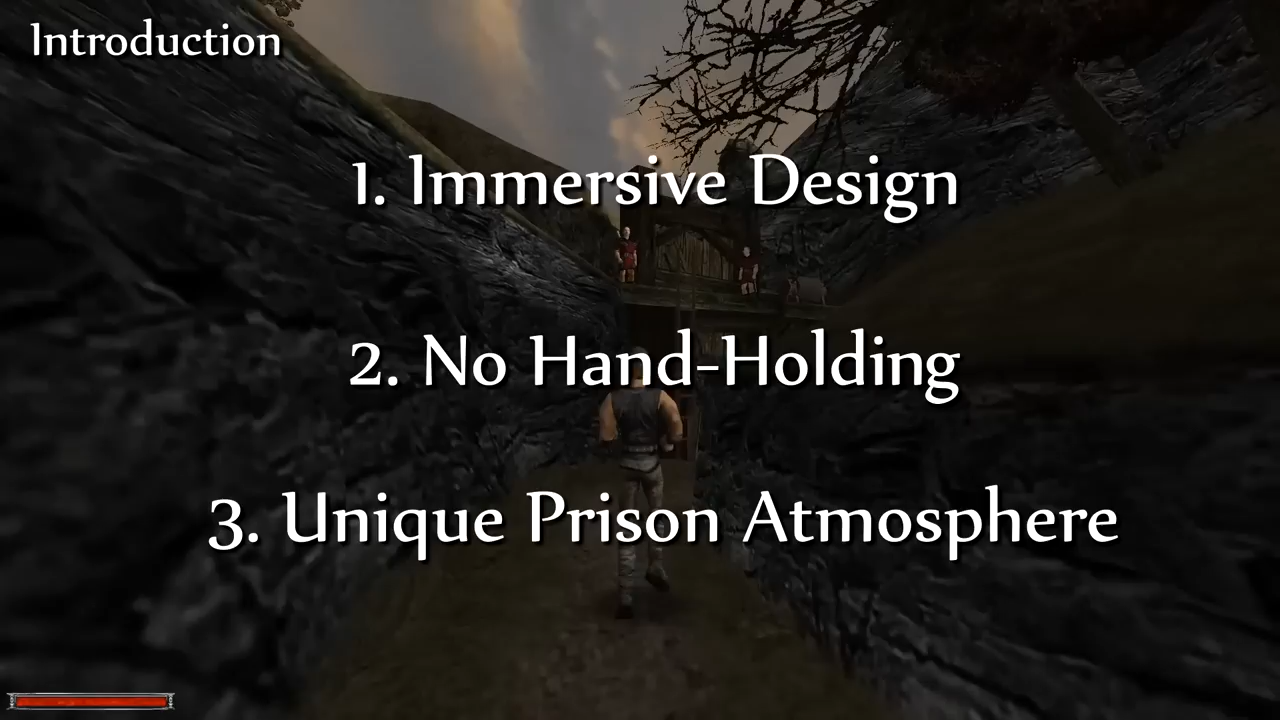 Introduction
1. Immersive Design
2. No Hand-Holding
3. Unique Prison Atmosphere